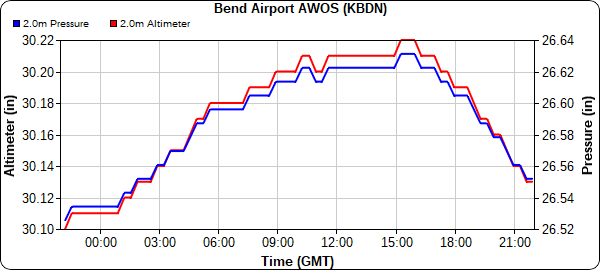 Bend Airport AWOS (KBDN)
2.0m Pressure 2.0m Altimeter
30.22 26.64
30.20 26.62
30.18 26.60
30.16 26.58
30.14 26.56
30.12 26.54
30.10 26.52
Altimeter (in)
Pressure (in)
00:00 03:00 06:00 09:00 12:00 15:00 18:00 21:00
Time (GMT)